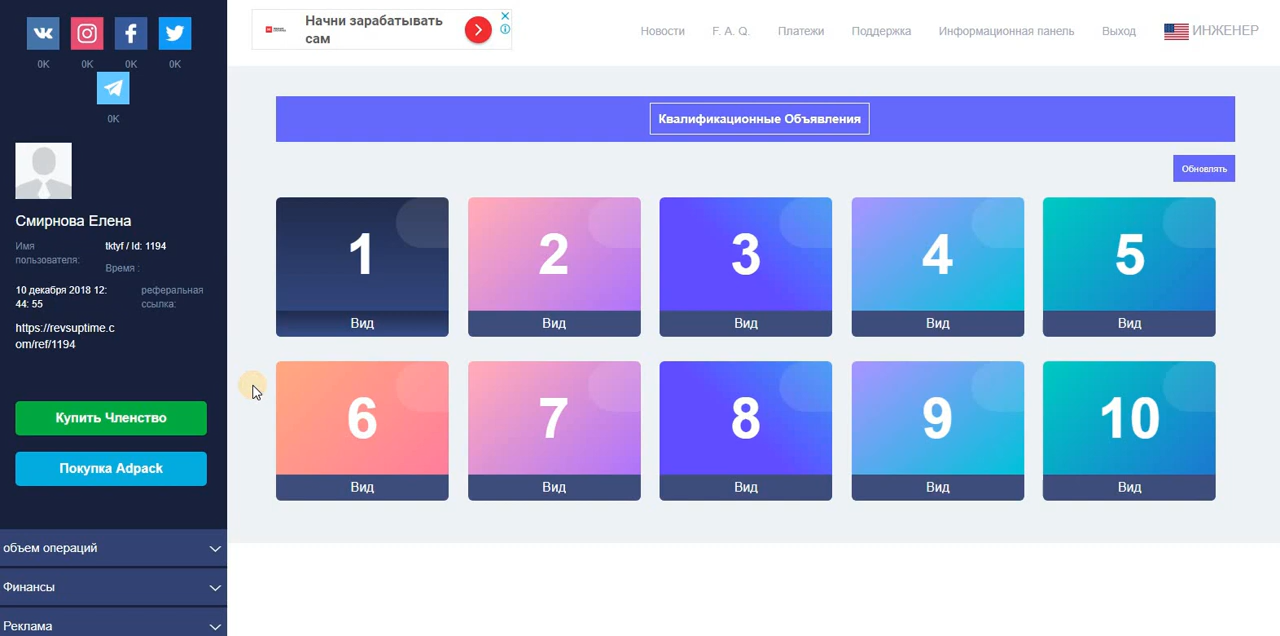 0K
0K
0K
0K
0K
Смирнова Елена
Имя пользователя:
tktyf / Id: 1194
Время :
10 декабря 2018 12:
44: 55
реферальная
ссылка:
https://revsuptime.c
om/ref/1194
Купить Членство
Покупка Adpack
объем операций
Финансы
Реклама
Начни зарабатывать
сам
Новости
F. A. Q.
Платежи
Поддержка
Информационная панель
Выход
ИНЖЕНЕР
Квалификационные Объявления
Обновлять
1
2
3
4
5
Вид
Вид
Вид
Вид
Вид
6
7
8
9
10
Вид
Вид
Вид
Вид
Вид